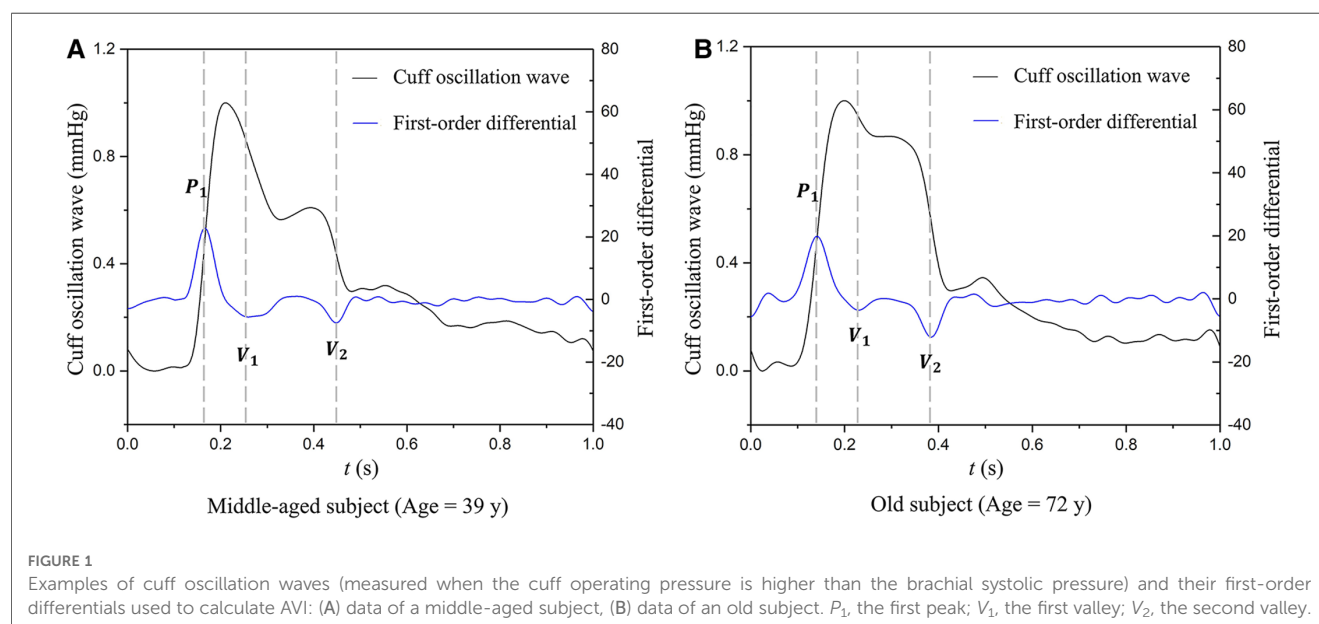 A
Cuff oscillation wave (mmHg)
1.2
0.8
0.4
0.0
80
60
40
20
0
-20
-40
First-order differential
Cuff oscillation wave
First-order differential
P₁
V₁
V₂
0.0 0.2 0.4 0.6 0.8 1.0
t (s)
Middle-aged subject (Age = 39 y)
B
Cuff oscillation wave (mmHg)
1.2
0.8
0.4
0.0
80
60
40
20
0
-20
-40
First-order differential
Cuff oscillation wave
First-order differential
P₁
V₁
V₂
0.0 0.2 0.4 0.6 0.8 1.0
t (s)
Old subject (Age = 72 y)
FIGURE 1
Examples of cuff oscillation waves (measured when the cuff operating pressure is higher than the brachial systolic pressure) and their first-order
differentials used to calculate AVI: (A) data of a middle-aged subject, (B) data of an old subject. P₁, the first peak; V₁, the first valley; V₂, the second valley.